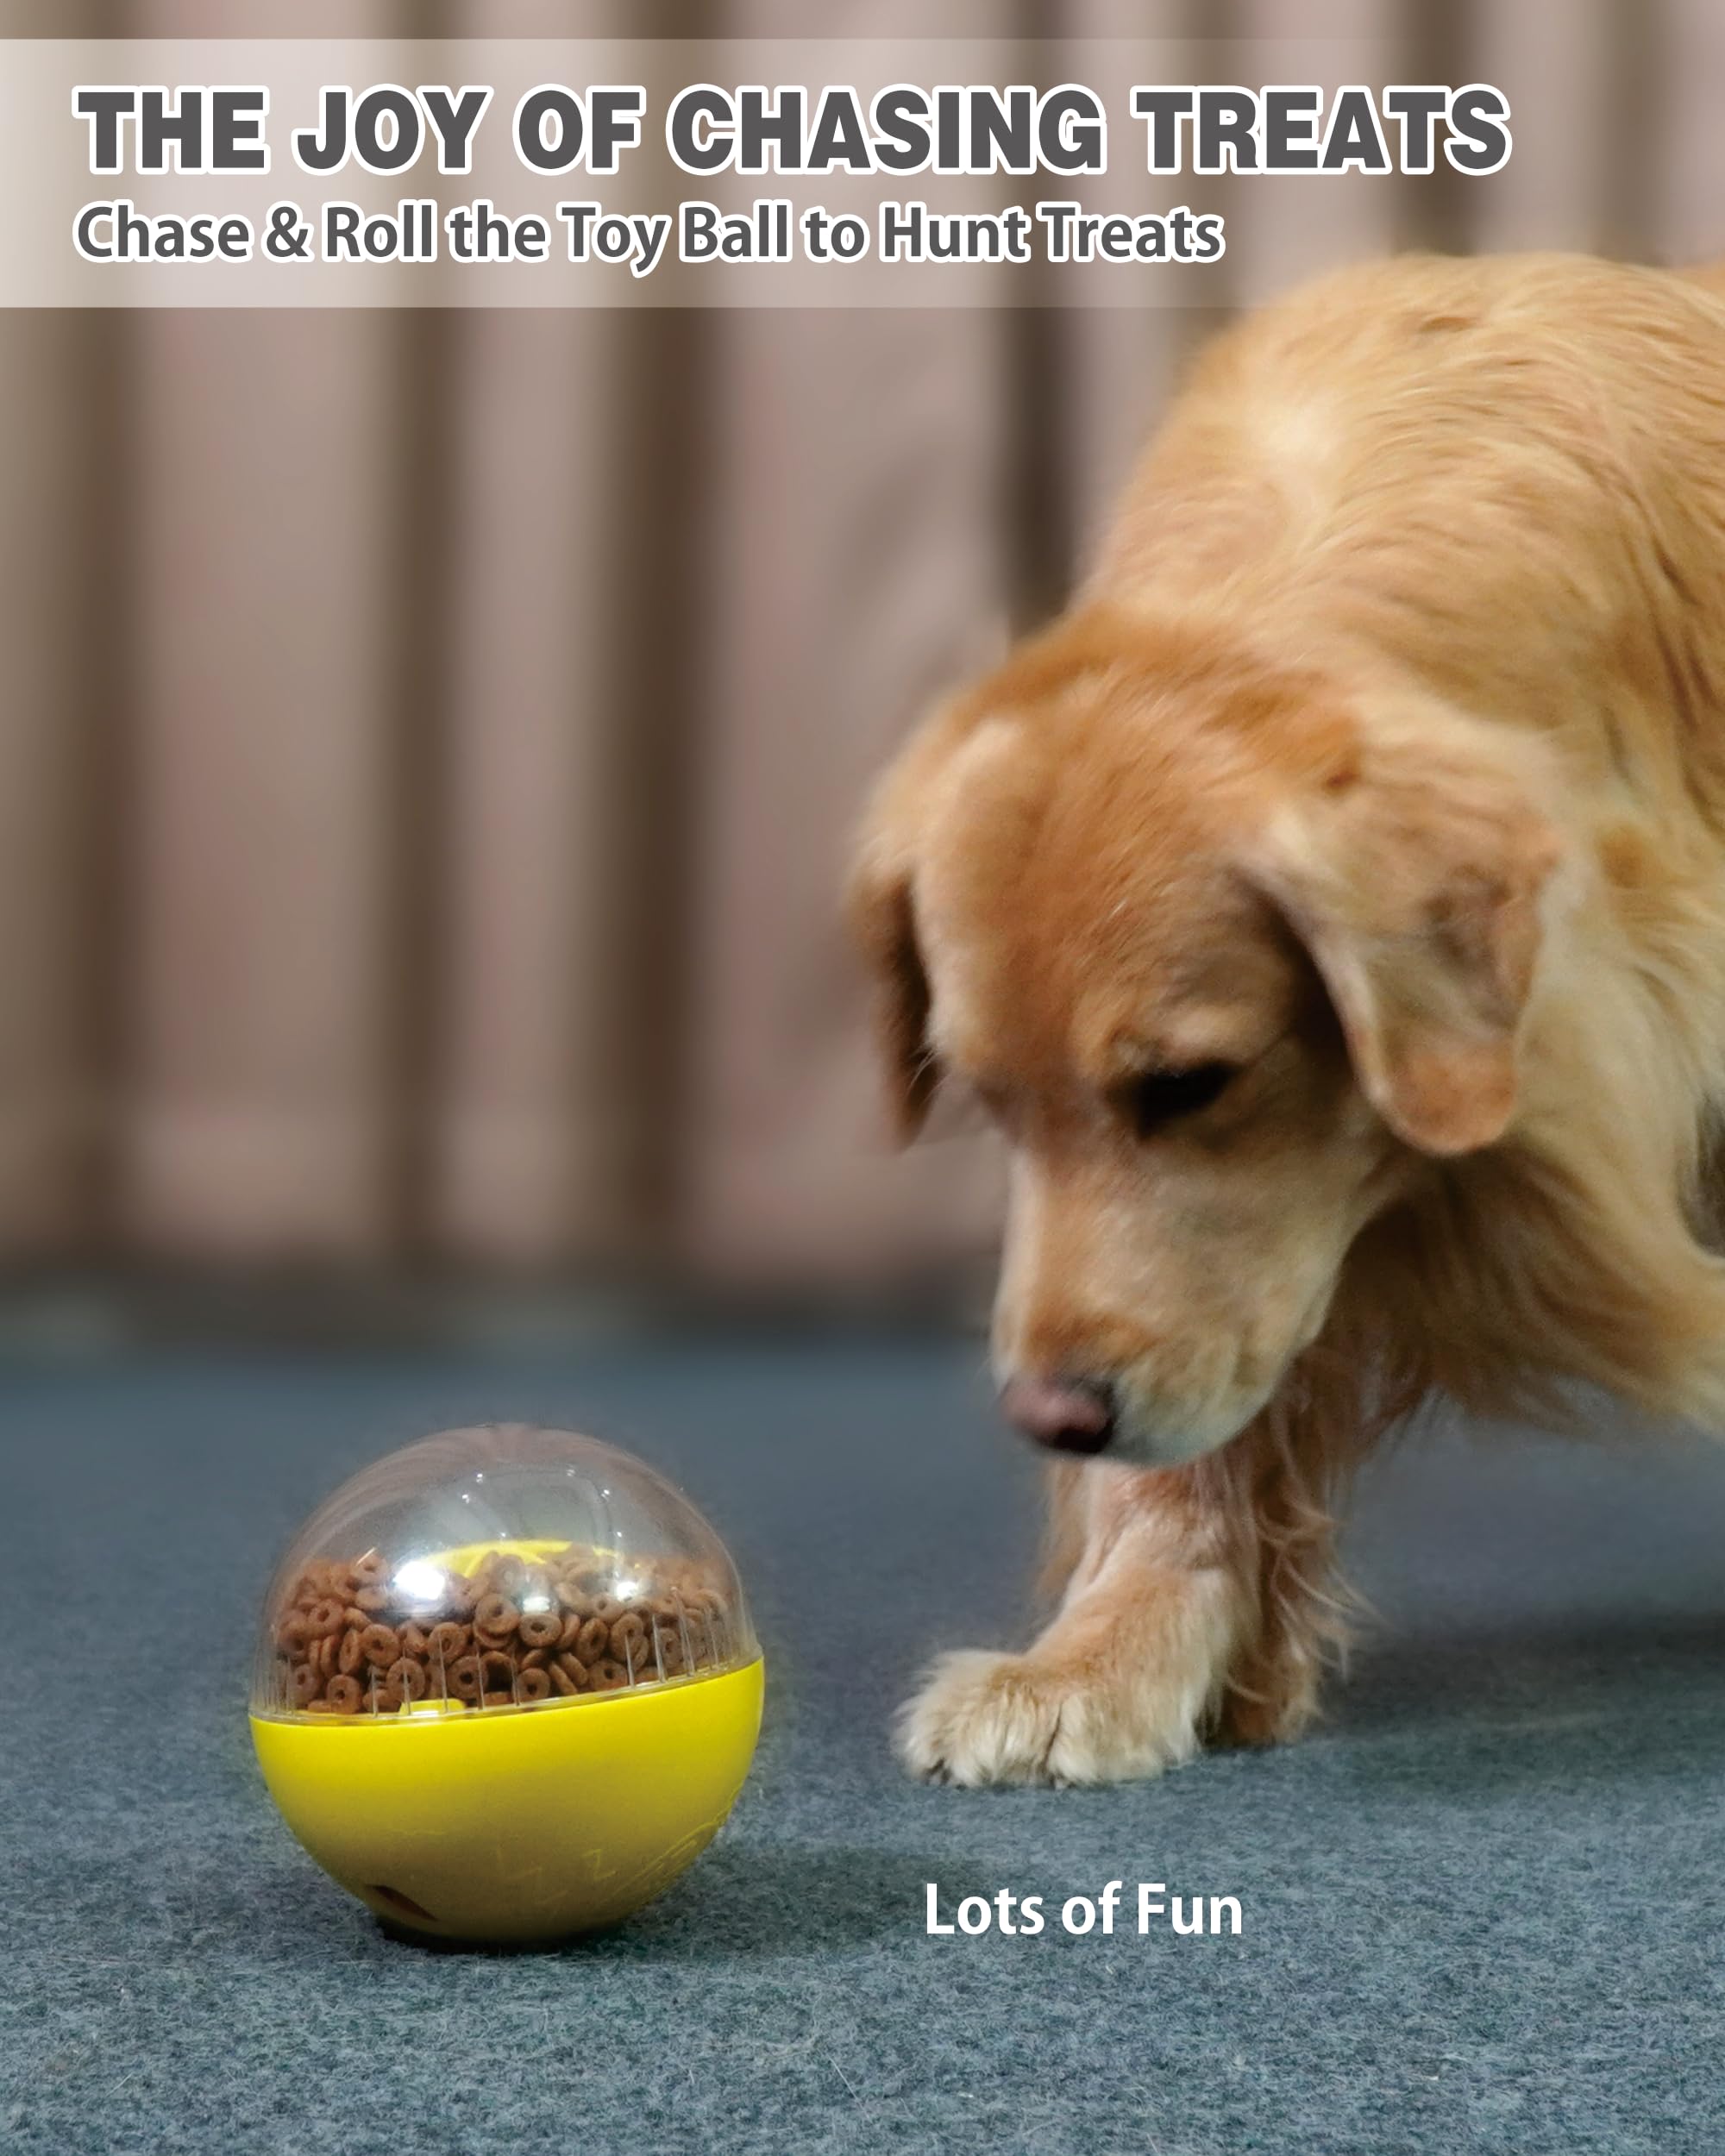 THE JOY OF CHASING TREATS
Chase & Roll the Toy Ball to Hunt Treats
Lots of Fun